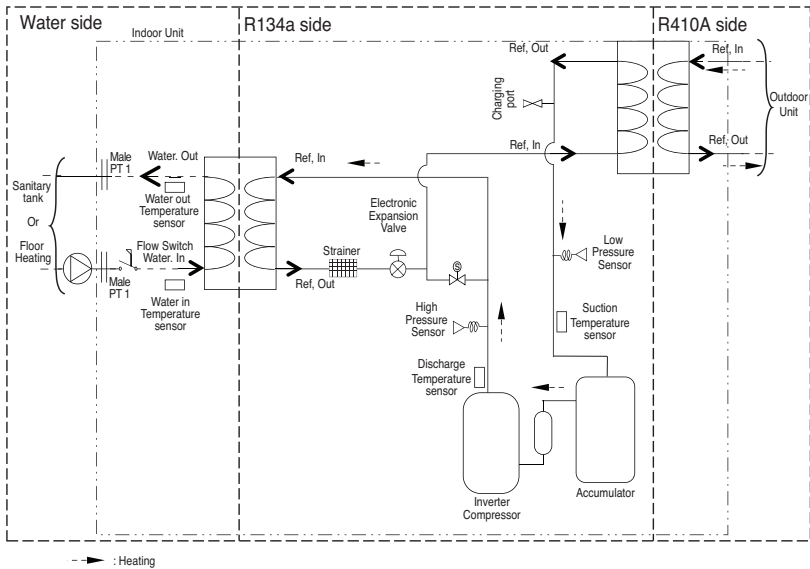 Water side
R134a side
R410A side
Indoor Unit
Ref, Out
Ref, In
Charging
port
Outdoor
Unit
Ref, In
Ref, Out
Male
PT 1
Water. Out
Ref, In
Sanitary
tank
Or
Floor
Heating
Water out
Temperature
sensor
Electronic
Expansion
Valve
Flow Switch
Water. In
Strainer
Low
Pressure
Sensor
Male
PT 1
Water in
Temperature
sensor
Ref, Out
S
High
Pressure
Sensor
Suction
Temperature
sensor
Discharge
Temperature
sensor
Inverter
Compressor
Accumulator
: Heating